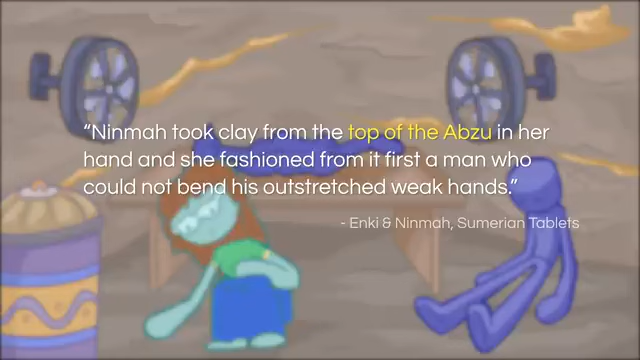 “Ninmah took clay from the top of the Abzu in her
hand and she fashioned from it first a man who
could not bend his outstretched weak hands.”
- Enki & Ninmah, Sumerian Tablets